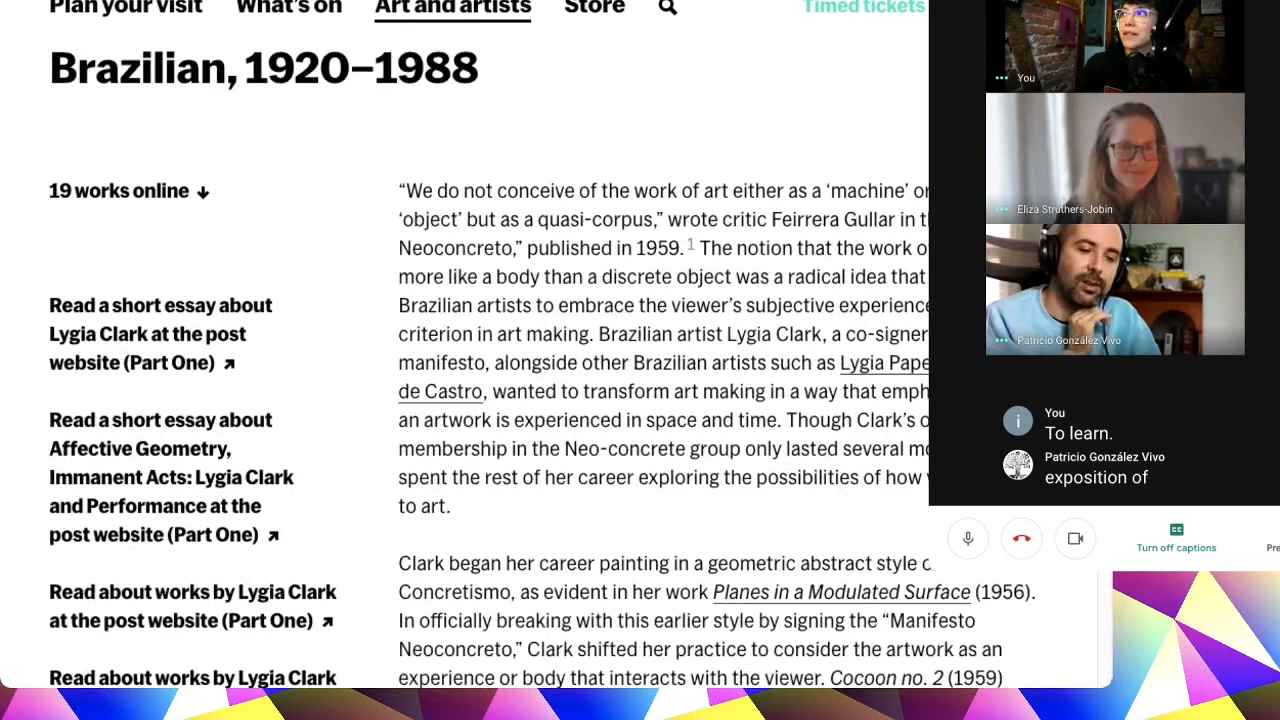 Plan your visit What's on Art and artists Store Timed tickets
Brazilian, 1920–1988
19 works online ↓
Read a short essay about
Lygia Clark at the post
website (Part One) ↗
Read a short essay about
Affective Geometry,
Immanent Acts: Lygia Clark
and Performance at the
post website (Part One) ↗
Read about works by Lygia Clark
at the post website (Part One) ↗
Read about works by Lygia Clark
“We do not conceive of the work of art either as a ‘machine’ or
‘object’ but as a quasi-corpus,” wrote critic Feirrera Gullar in
Neoconcreto,” published in 1959.1 The notion that the work
more like a body than a discrete object was a radical idea that
Brazilian artists to embrace the viewer’s subjective experience
criterion in art making. Brazilian artist Lygia Clark, a co-signer
manifesto, alongside other Brazilian artists such as Lygia Pape
de Castro, wanted to transform art making in a way that emph
an artwork is experienced in space and time. Though Clark’s
membership in the Neo-concrete group only lasted several
spent the rest of her career exploring the possibilities of how
to art.
Clark began her career painting in a geometric abstract style
Concretismo, as evident in her work Planes in a Modulated Surface (1956).
In officially breaking with this earlier style by signing the “Manifesto
Neoconcreto,” Clark shifted her practice to consider the artwork as an
experience or body that interacts with the viewer. Cocoon no. 2 (1959)
You
Eliza Struthers-Jobin
Patricio González Vivo
i
You
To learn.
Patricio González Vivo
exposition of
CC
Turn off captions
Pre